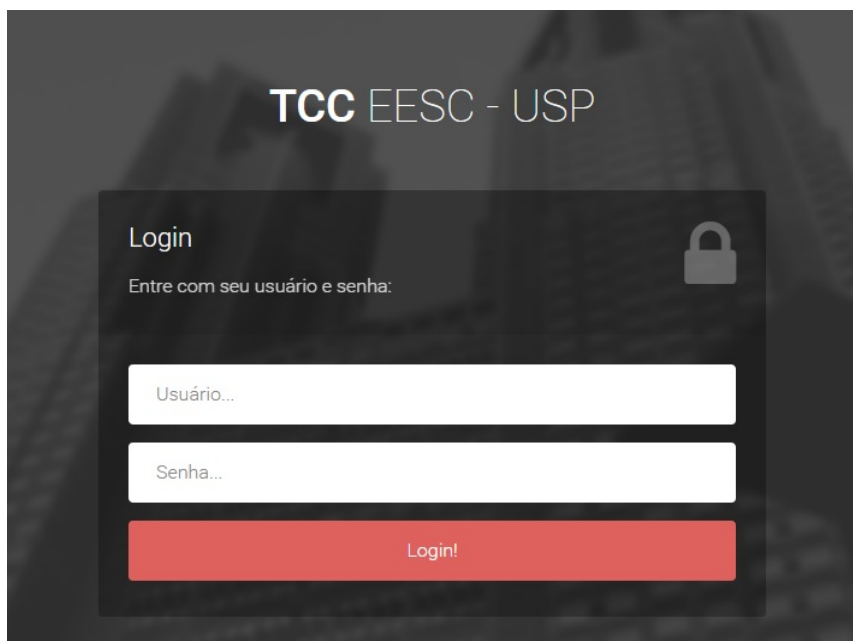 TCC EESC - USP
Login
Entre com seu usuário e senha:
Usuário...
Senha...
Login!